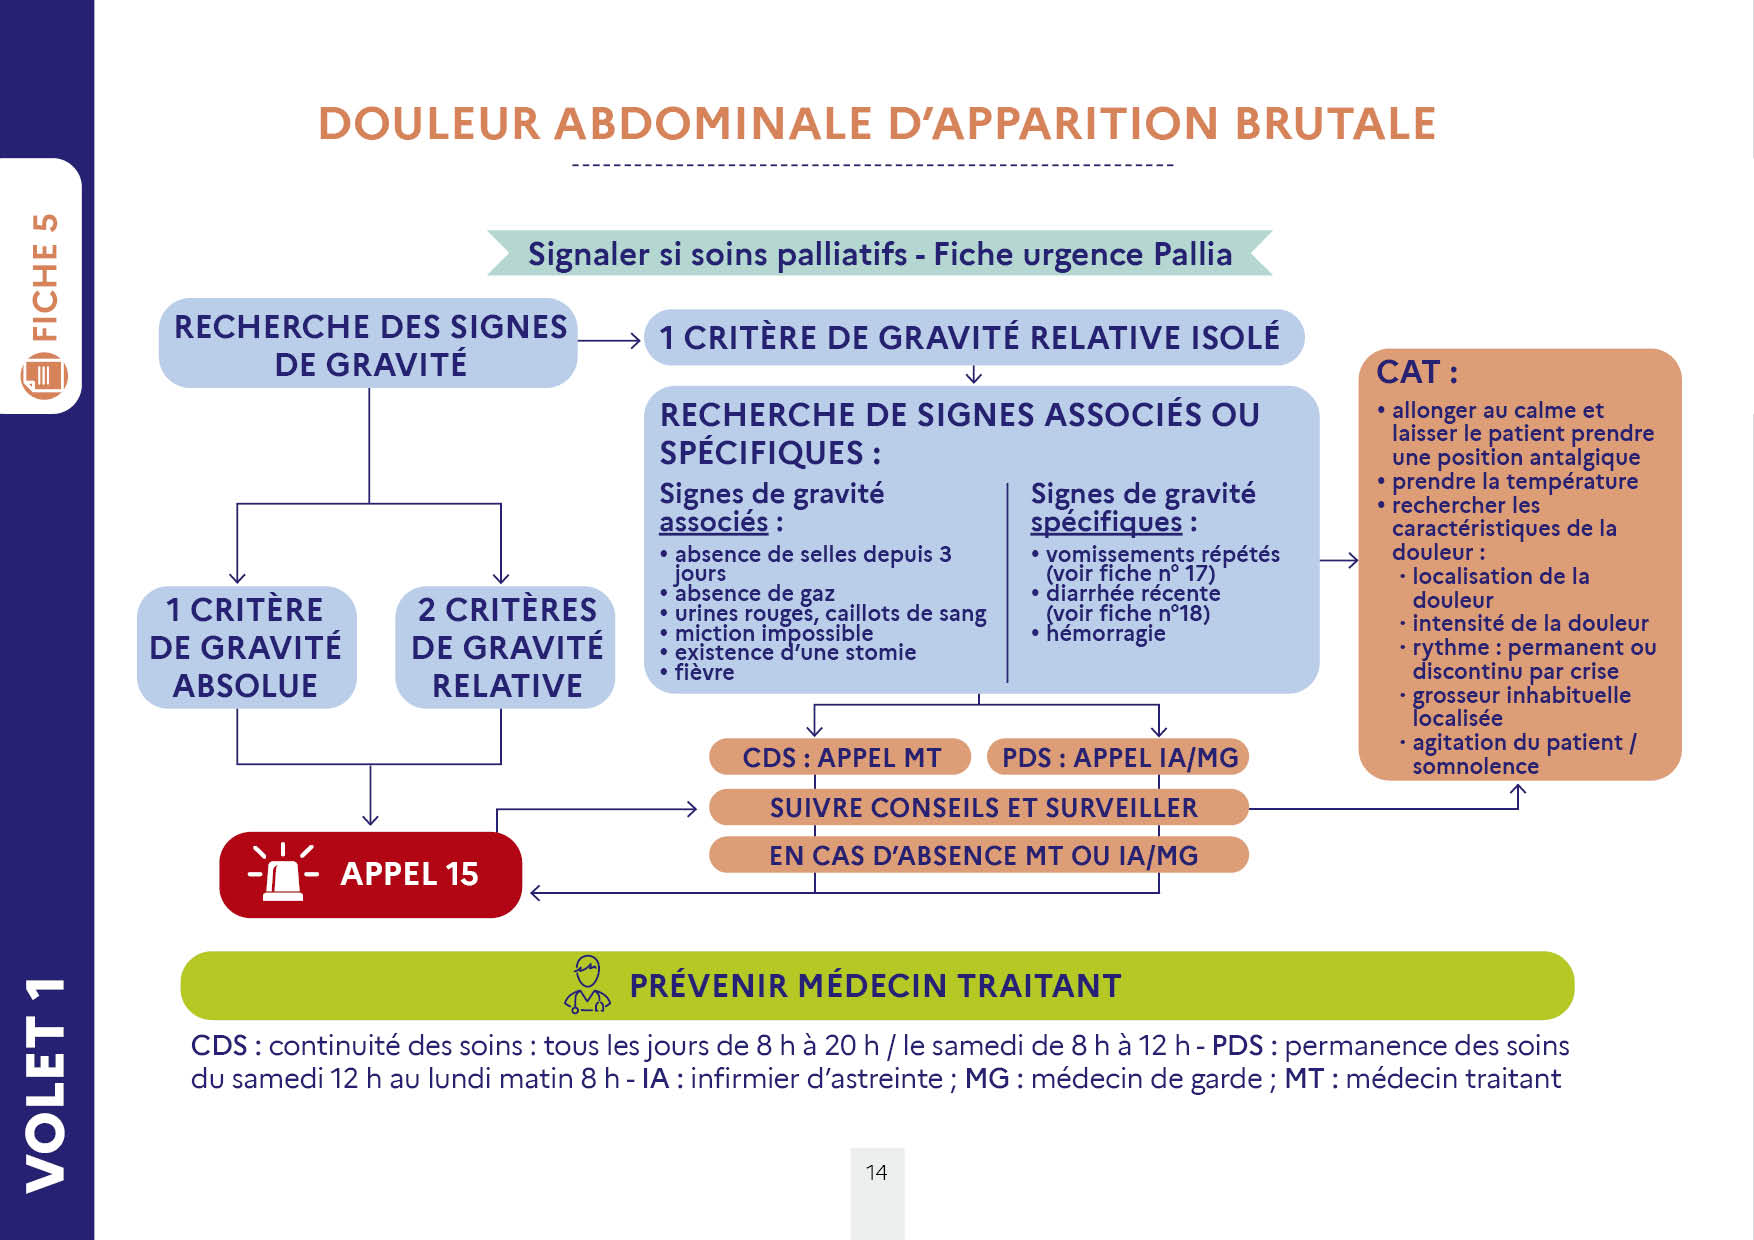 DOULEUR ABDOMINALE D’APPARITION BRUTALE
FICHE 5
Signaler si soins palliatifs - Fiche urgence Pallia
RECHERCHE DES SIGNES
DE GRAVITÉ
1 CRITÈRE DE GRAVITÉ RELATIVE ISOLÉ
RECHERCHE DE SIGNES ASSOCIÉS OU
SPÉCIFIQUES :
Signes de gravité
associés :
• absence de selles depuis 3
jours
• absence de gaz
• urines rouges, caillots de sang
• miction impossible
• existence d’une stomie
• fièvre
Signes de gravité
spécifiques :
• vomissements répétés
(voir fiche n° 17)
• diarrhée récente
(voir fiche n°18)
• hémorragie
CAT :
• allonger au calme et
laisser le patient prendre
une position antalgique
• prendre la température
• rechercher les
caractéristiques de la
douleur :
· localisation de la
douleur
· intensité de la douleur
· rythme : permanent ou
discontinu par crise
· grosseur inhabituelle
localisée
· agitation du patient /
somnolence
1 CRITÈRE
DE GRAVITÉ
ABSOLUE
2 CRITÈRES
DE GRAVITÉ
RELATIVE
CDS : APPEL MT
PDS : APPEL IA/MG
SUIVRE CONSEILS ET SURVEILLER
EN CAS D’ABSENCE MT OU IA/MG
APPEL 15
PRÉVENIR MÉDECIN TRAITANT
CDS : continuité des soins : tous les jours de 8 h à 20 h / le samedi de 8 h à 12 h - PDS : permanence des soins
du samedi 12 h au lundi matin 8 h - IA : infirmier d’astreinte ; MG : médecin de garde ; MT : médecin traitant
VOLET 1
14